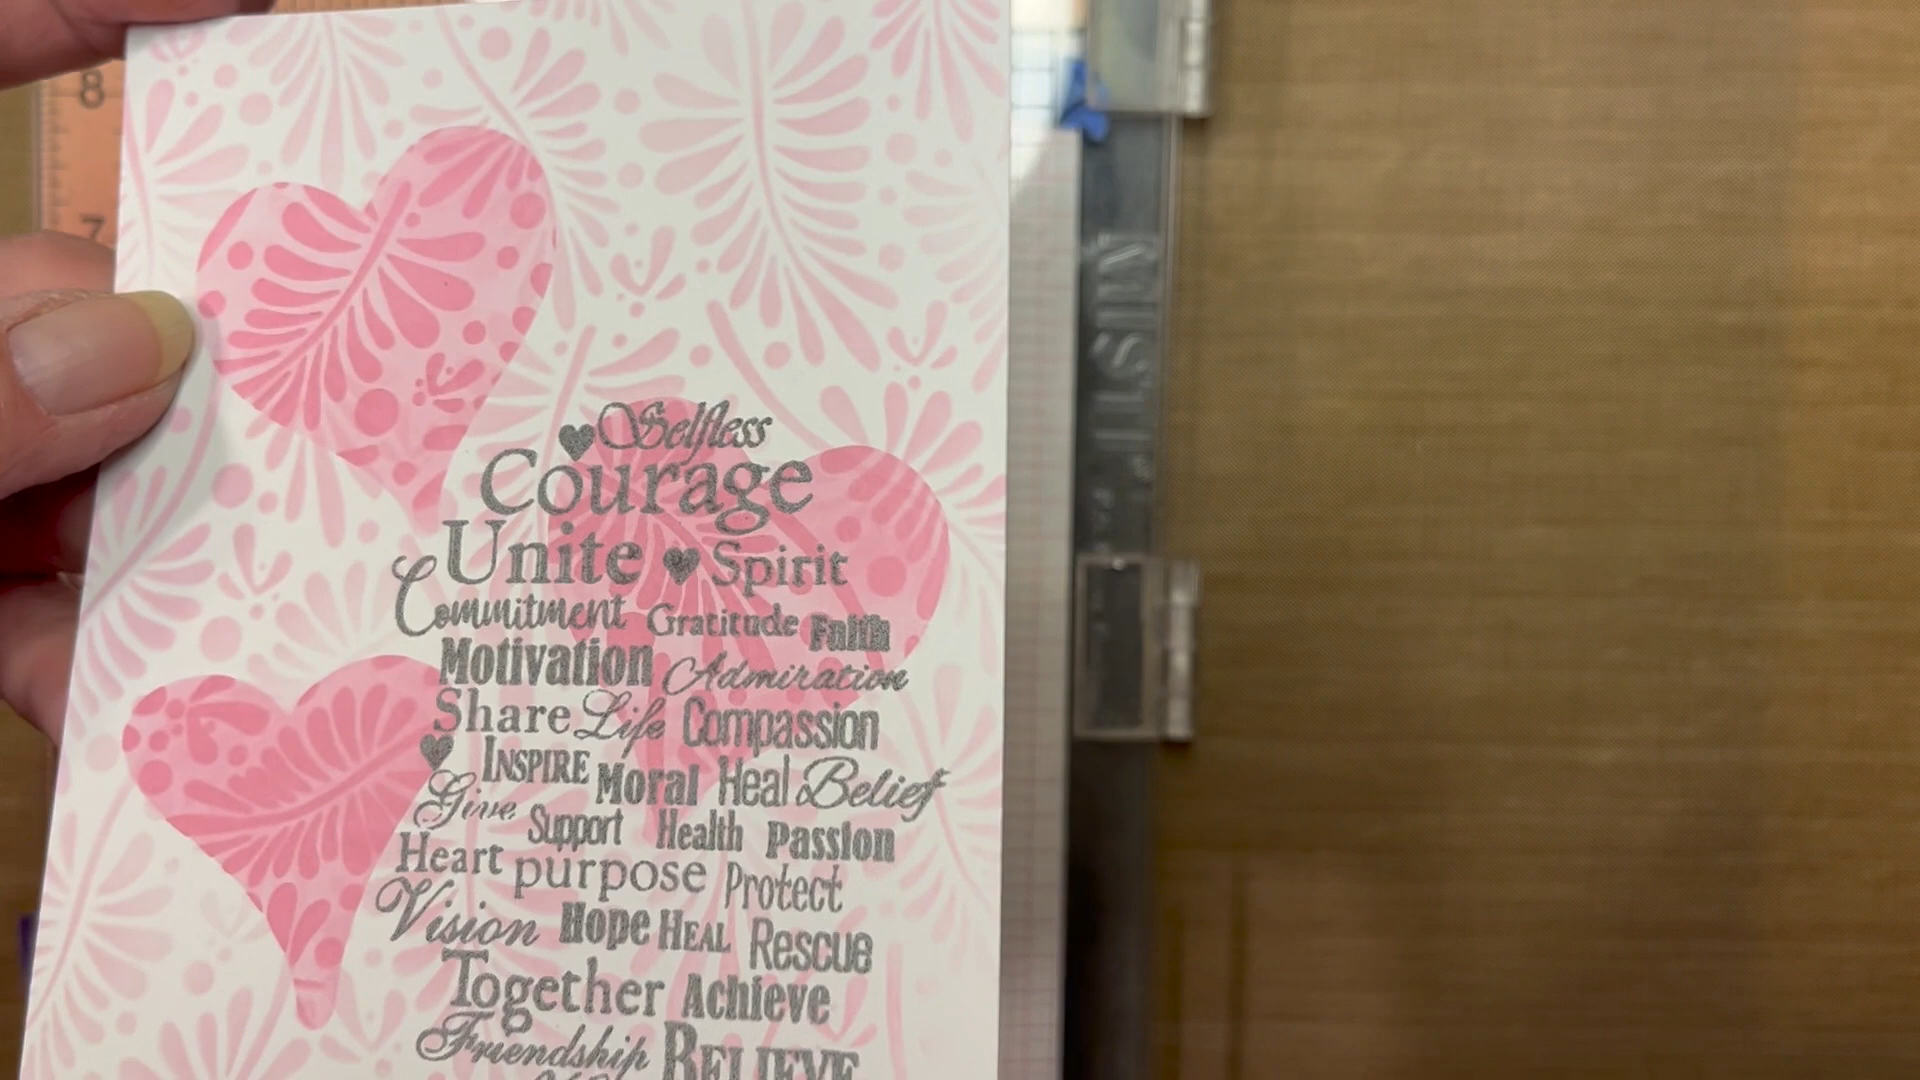 8
7
Selfless
Courage
Unite Spirit
Commitment Gratitude Faith
Motivation Admiration
Share Life Compassion
INSPIRE Moral Heal Belief
Give Support Health Passion
Heart purpose Protect
Vision Hope HEAL Rescue
Together Achieve
Friendship BELIEVE
MISTI